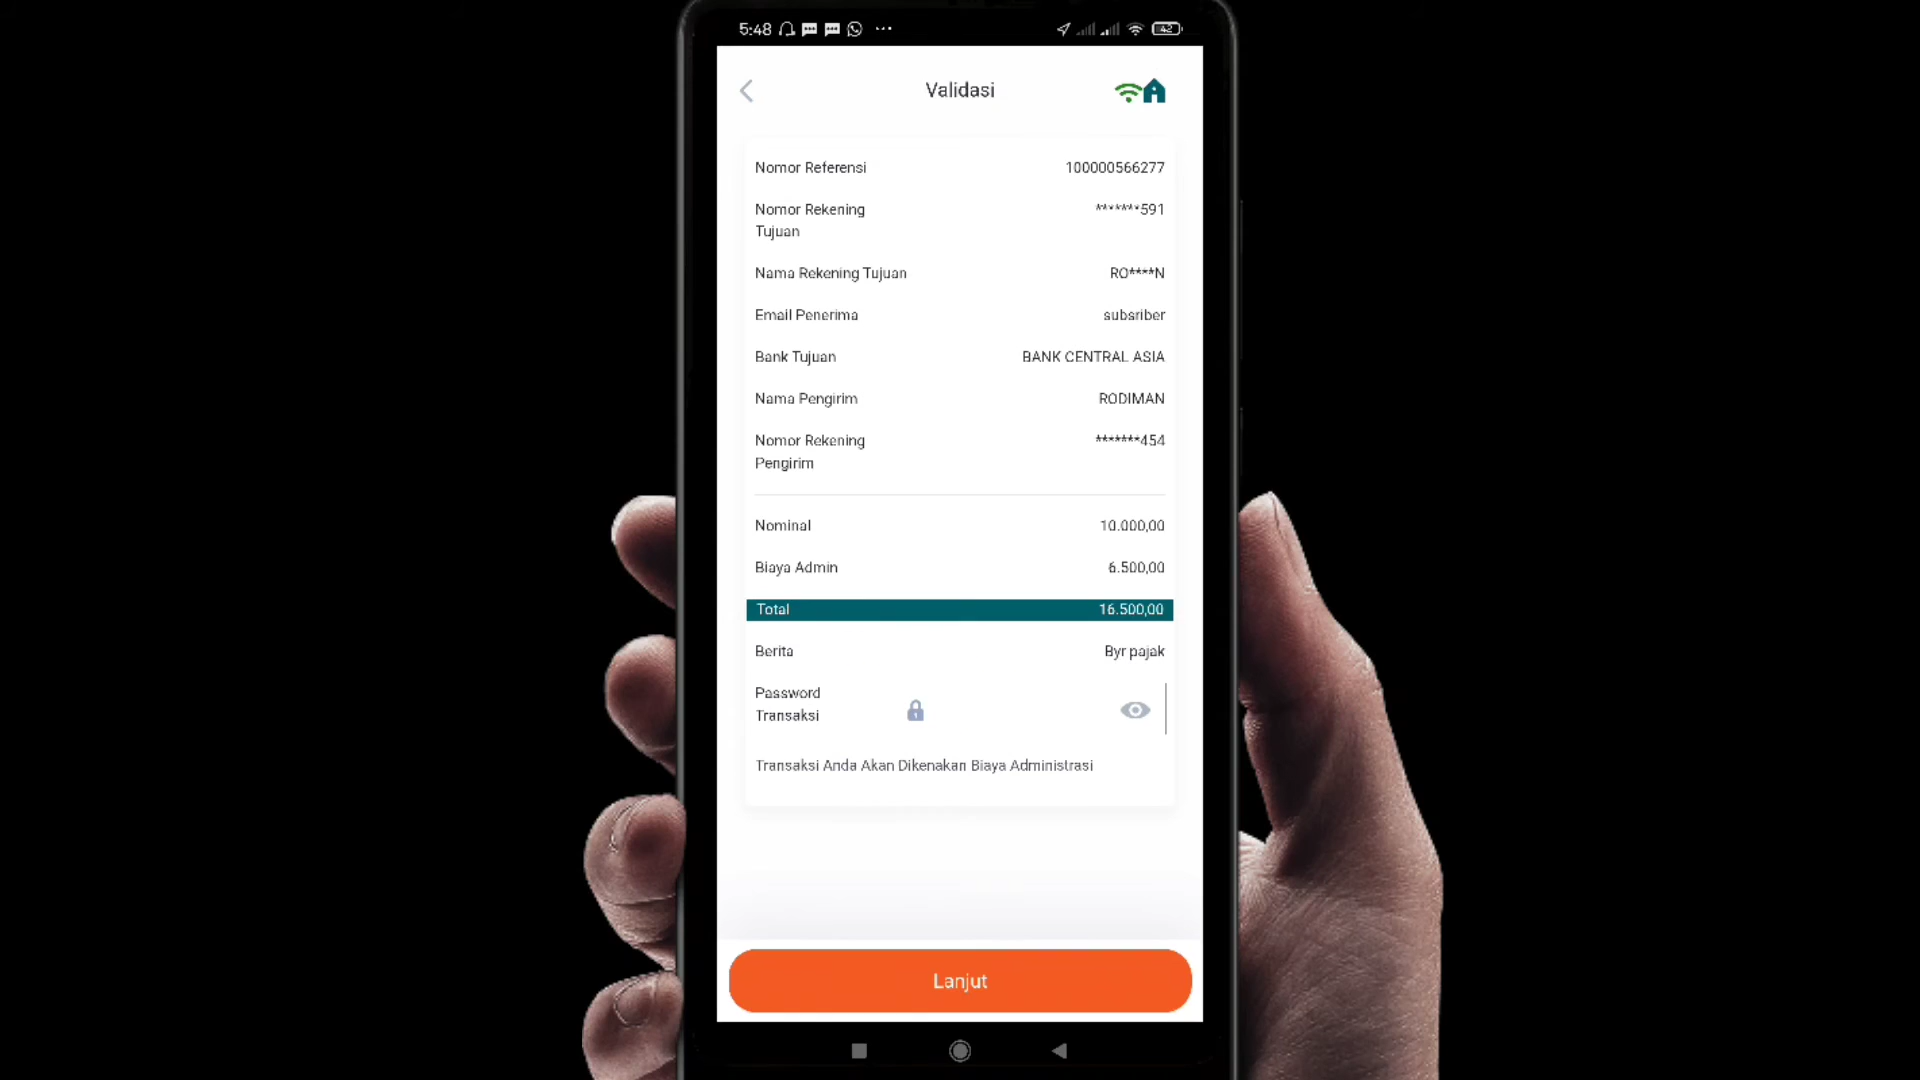 5:48
42
Validasi
Nomor Referensi 100000566277
Nomor Rekening *******591
Tujuan
Nama Rekening Tujuan RO****N
Email Penerima subsriber
Bank Tujuan BANK CENTRAL ASIA
Nama Pengirim RODIMAN
Nomor Rekening *******454
Pengirim
Nominal 10.000,00
Biaya Admin 6.500,00
Total 16.500,00
Berita Byr pajak
Password
Transaksi
Transaksi Anda Akan Dikenakan Biaya Administrasi
Lanjut